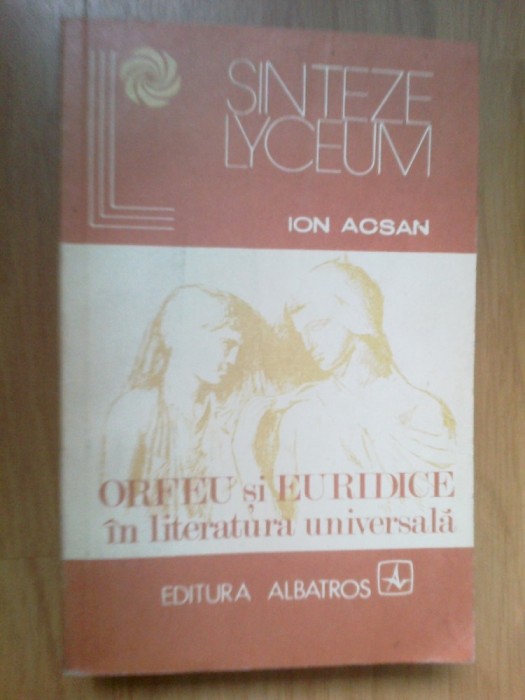 SINTEZE
LYCEUM
ION ACSAN
ORFEU și EURIDICE
în literatura universală
EDITURA ALBATROS